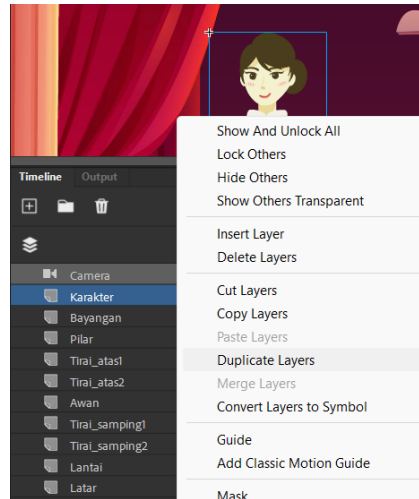 Show And Unlock All
Lock Others
Hide Others
Show Others Transparent
Insert Layer
Delete Layers
Cut Layers
Copy Layers
Paste Layers
Duplicate Layers
Merge Layers
Convert Layers to Symbol
Guide
Add Classic Motion Guide
Mask
Timeline Output
Camera
Karakter
Bayangan
Pilar
Tirai_atas1
Tirai_atas2
Awan
Tirai_samping1
Tirai_samping2
Lantai
Latar